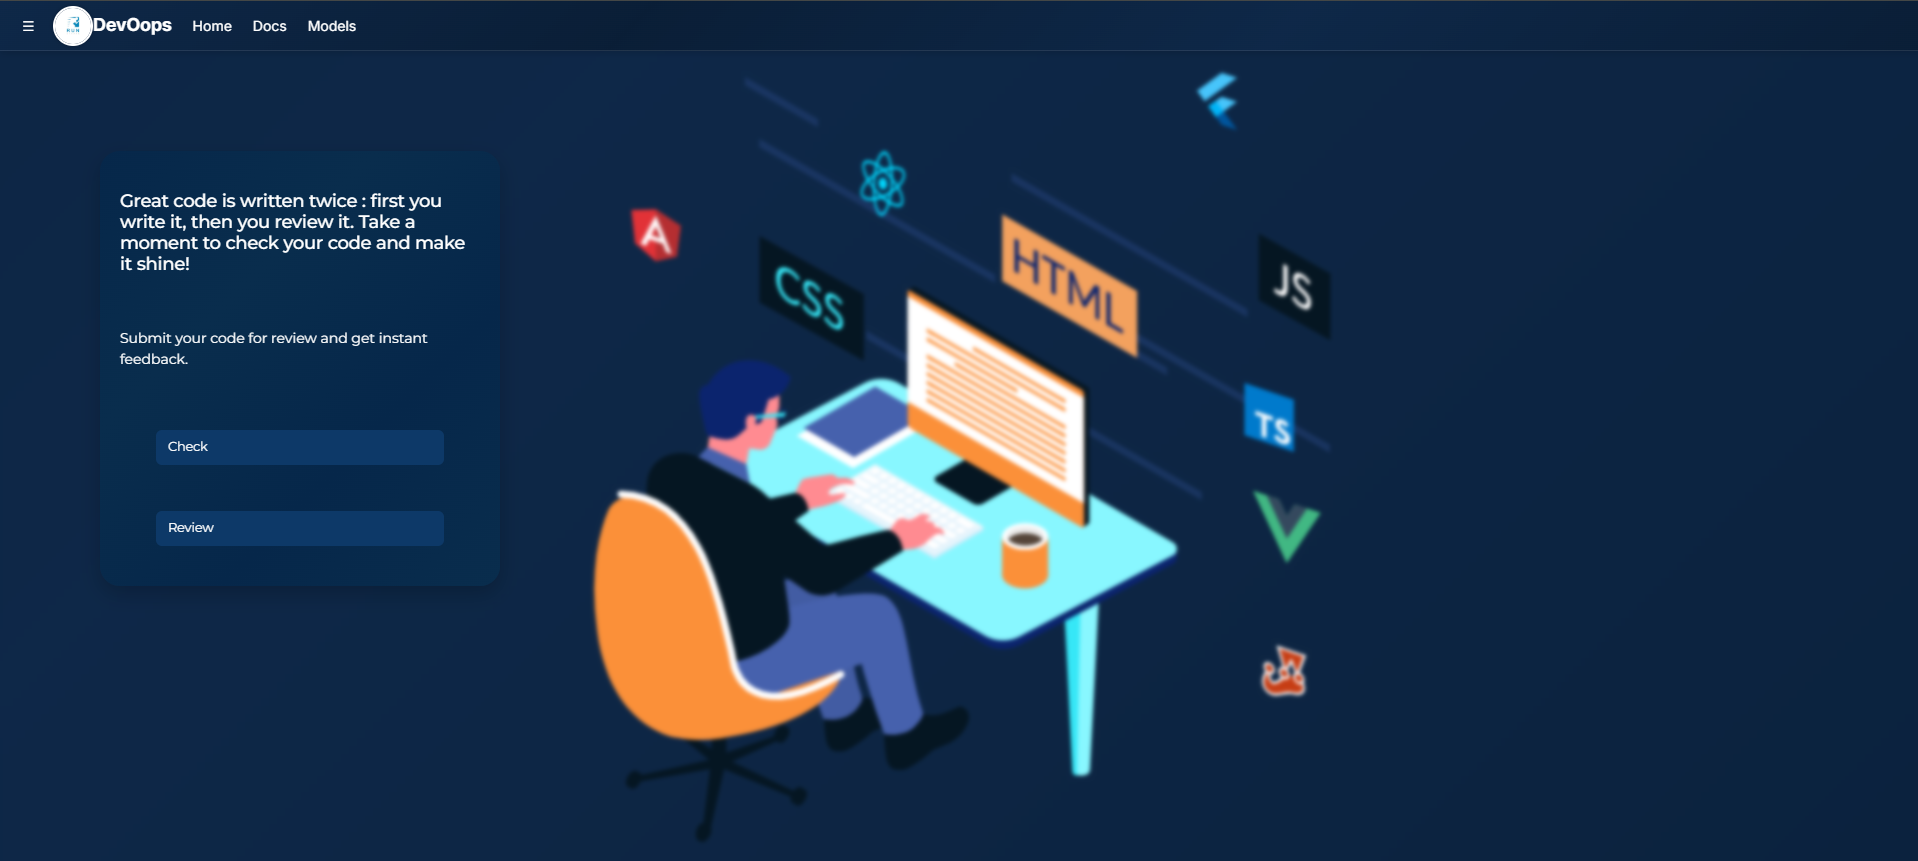 ☰ DevOops Home Docs Models
Great code is written twice : first you
write it, then you review it. Take a
moment to check your code and make
it shine!
Submit your code for review and get instant
feedback.
Check
Review
A
CSS
HTML
JS
TS